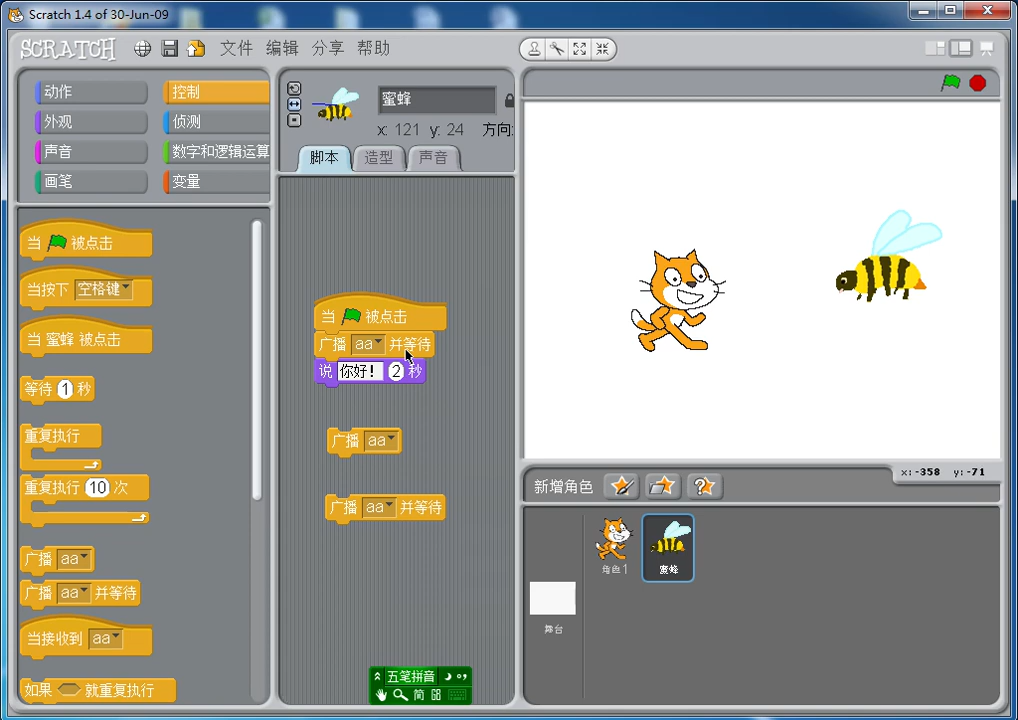 Scratch 1.4 of 30-Jun-09
SCRATCH 文件 编辑 分享 帮助
动作 控制
外观 侦测
声音 数字和逻辑运算
画笔 变量
蜜蜂
x: 121 y: 24 方向:
脚本 造型 声音
当 被点击
当按下 空格键
当 蜜蜂 被点击
等待 1 秒
重复执行
重复执行 10 次
广播 aa
广播 aa 并等待
当接收到 aa
如果 就重复执行
当 被点击
广播 aa 并等待
说 你好! 2 秒
广播 aa
广播 aa 并等待
五笔拼音
简
x: -358 y: -71
新增角色
角色1 蜜蜂
舞台